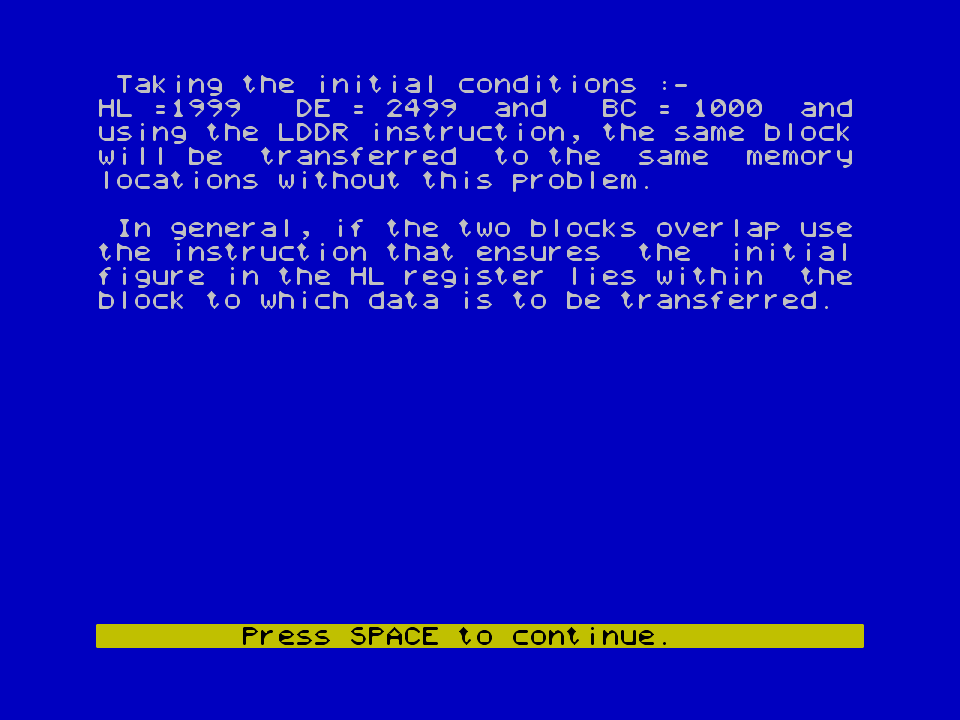 Taking the initial conditions :-
HL =1999   DE = 2499  and   BC = 1000  and
using the LDDR instruction, the same block
will be  transferred  to the  same  memory
locations without this problem.
In general, if the two blocks overlap use
the instruction that ensures  the  initial
figure in the HL register lies within  the
block to which data is to be transferred.
Press SPACE to continue.